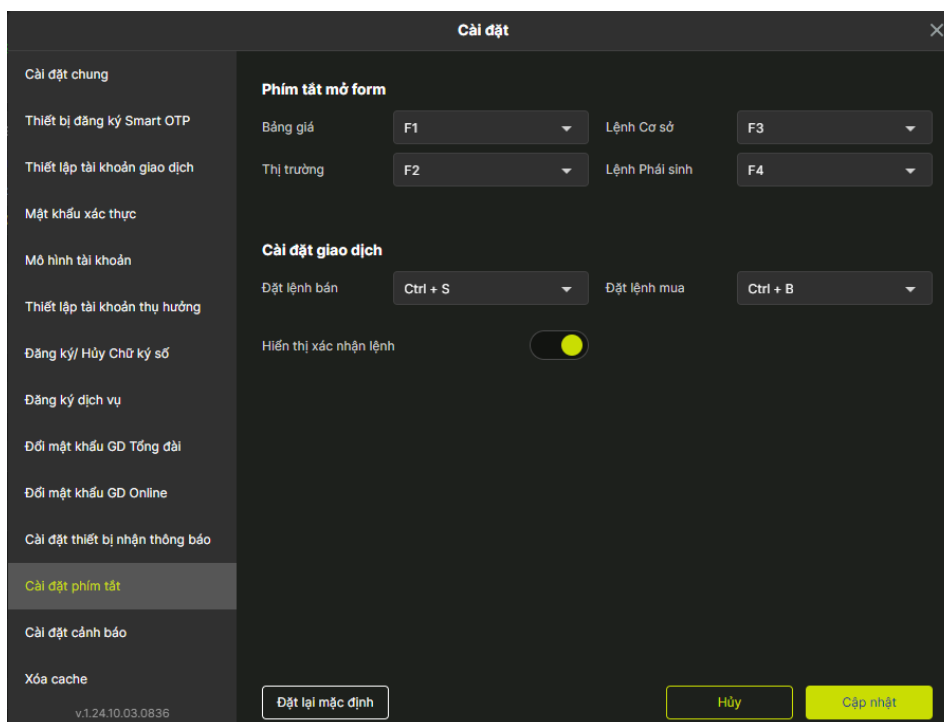 Cài đặt
Cài đặt chung
Thiết bị đăng ký Smart OTP
Thiết lập tài khoản giao dịch
Mật khẩu xác thực
Mô hình tài khoản
Thiết lập tài khoản thụ hưởng
Đăng ký/ Hủy Chữ ký số
Đăng ký dịch vụ
Đổi mật khẩu GD Tổng đài
Đổi mật khẩu GD Online
Cài đặt thiết bị nhận thông báo
Cài đặt phím tắt
Cài đặt cảnh báo
Xóa cache
v.1.24.10.03.0836
Phím tắt mở form
Bảng giá F1 Lệnh Cơ sở F3
Thị trường F2 Lệnh Phái sinh F4
Cài đặt giao dịch
Đặt lệnh bán Ctrl + S Đặt lệnh mua Ctrl + B
Hiển thị xác nhận lệnh
Đặt lại mặc định Hủy Cập nhật